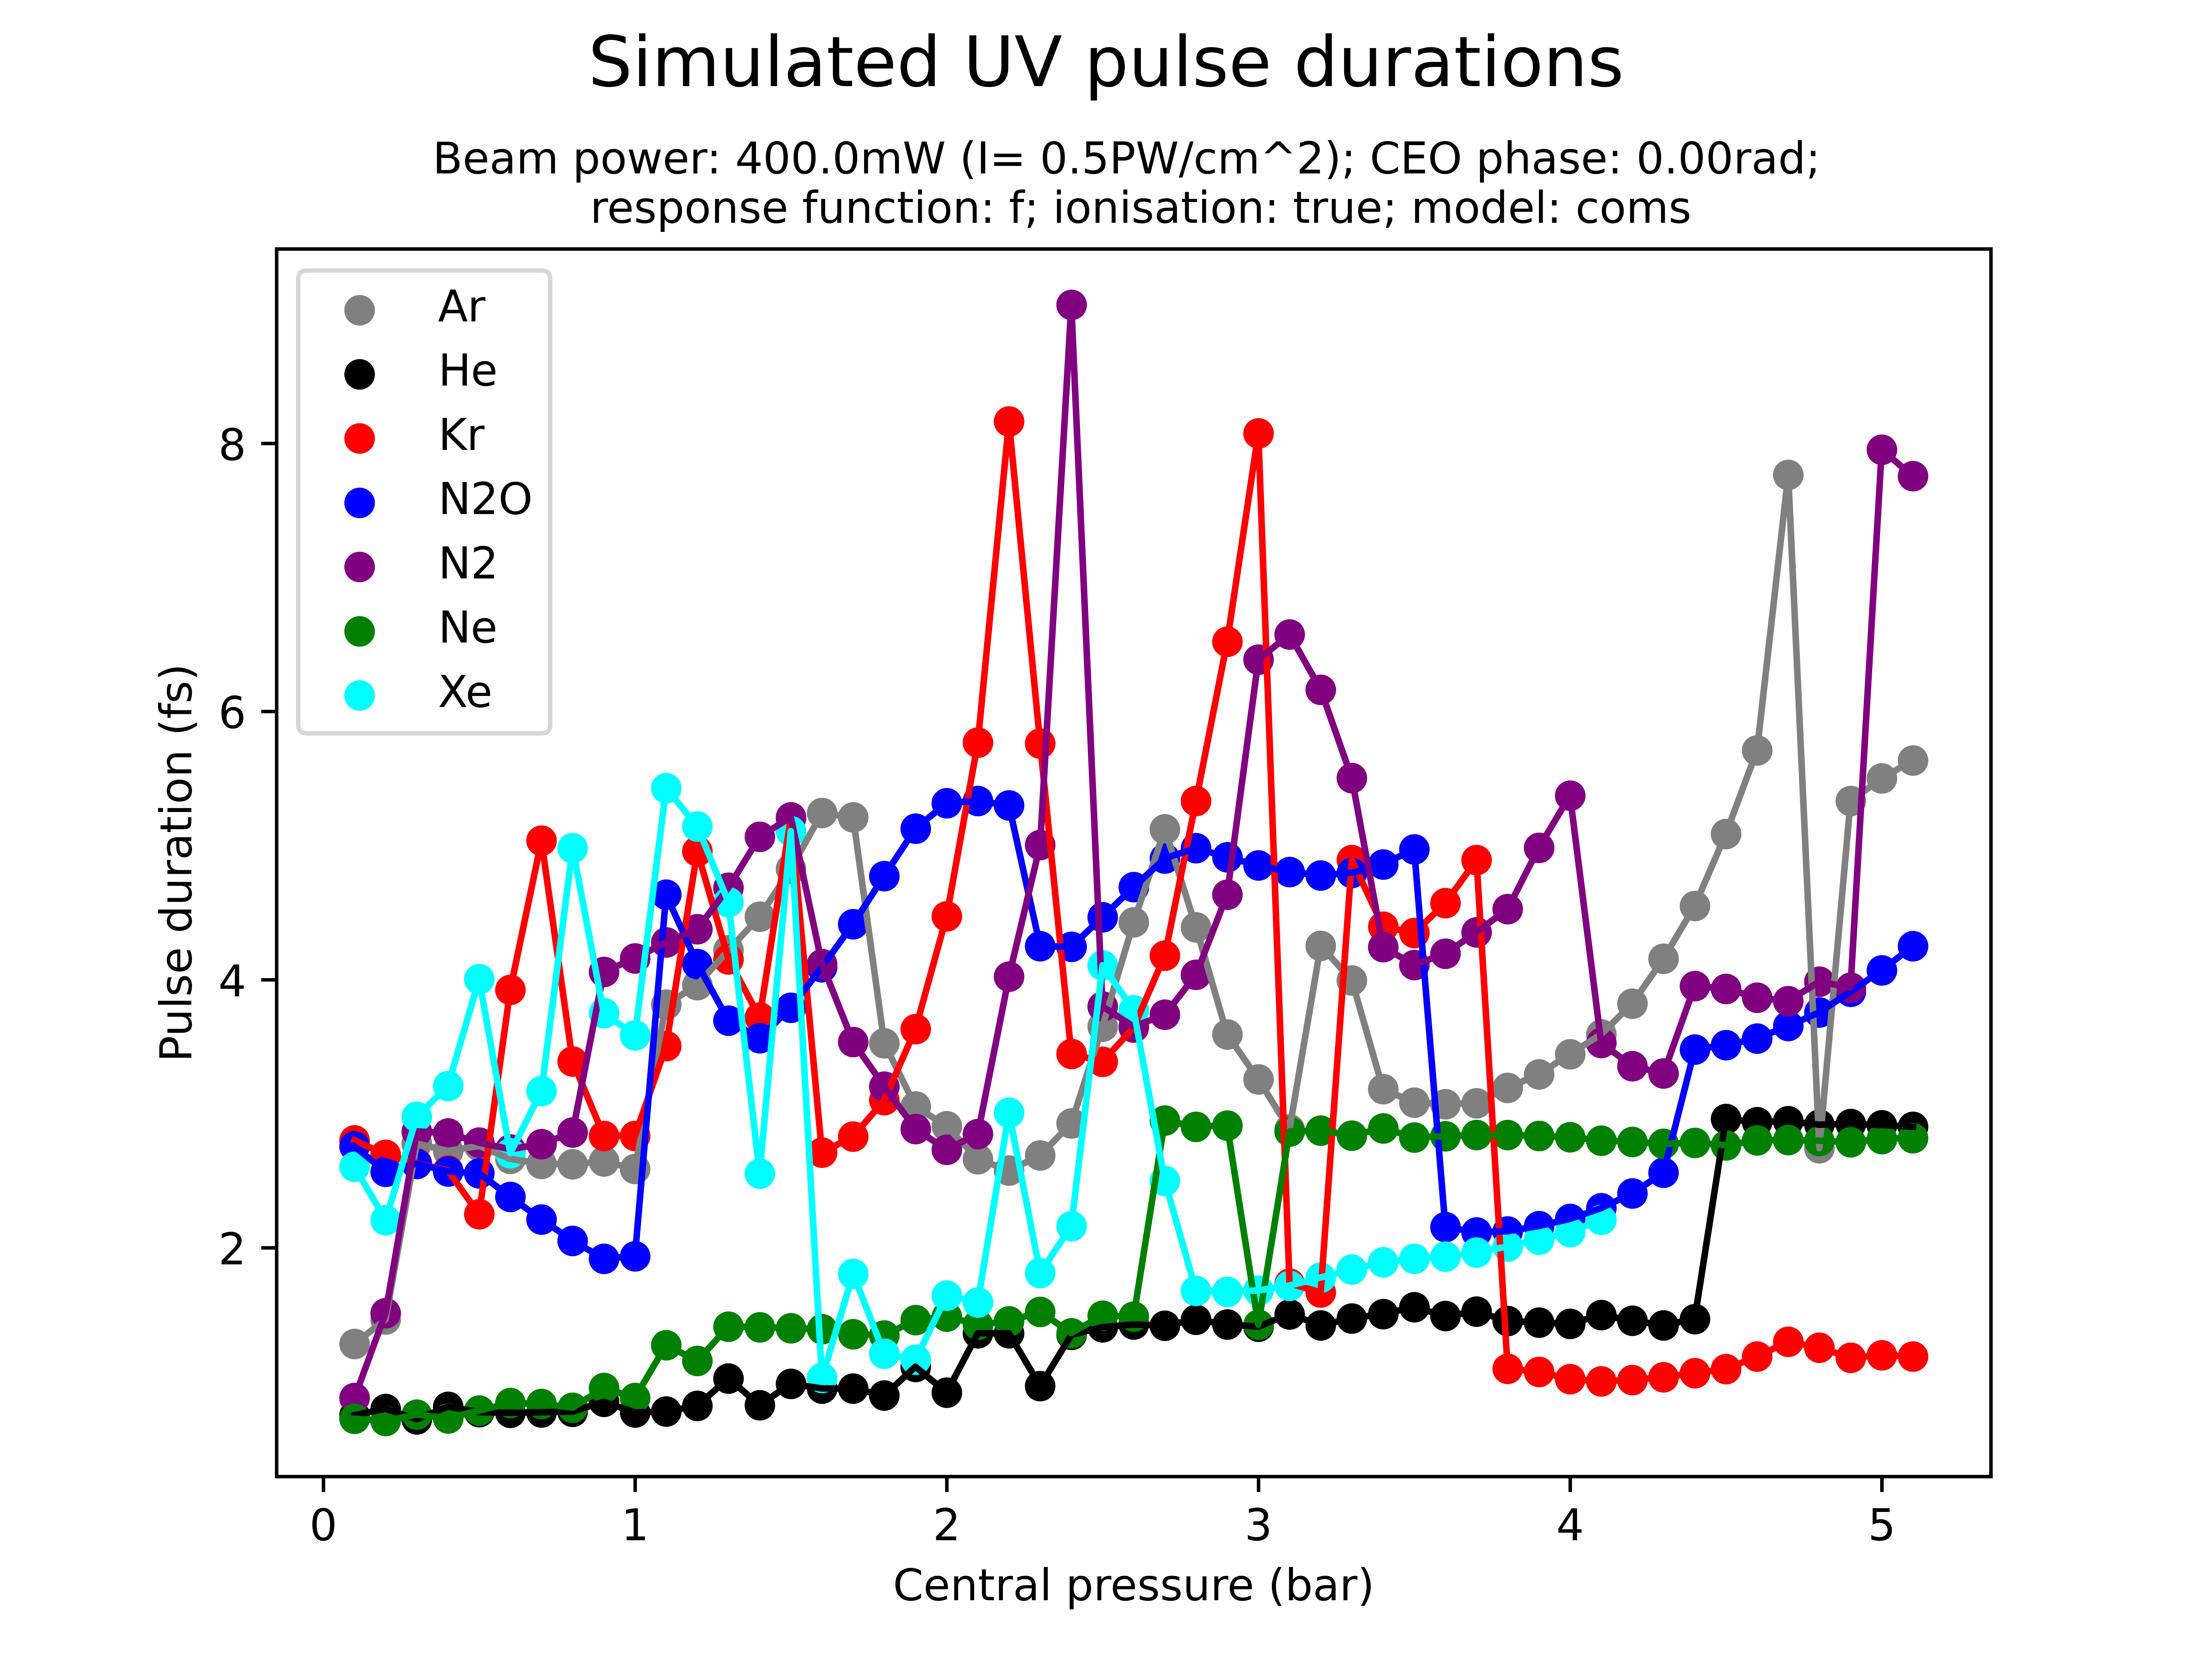 Simulated UV pulse durations
Beam power: 400.0mW (I= 0.5PW/cm^2); CEO phase: 0.00rad;
response function: f; ionisation: true; model: coms
Ar
He
Kr
N2O
N2
Ne
Xe
Pulse duration (fs)
8
6
4
2
0 1 2 3 4 5
Central pressure (bar)